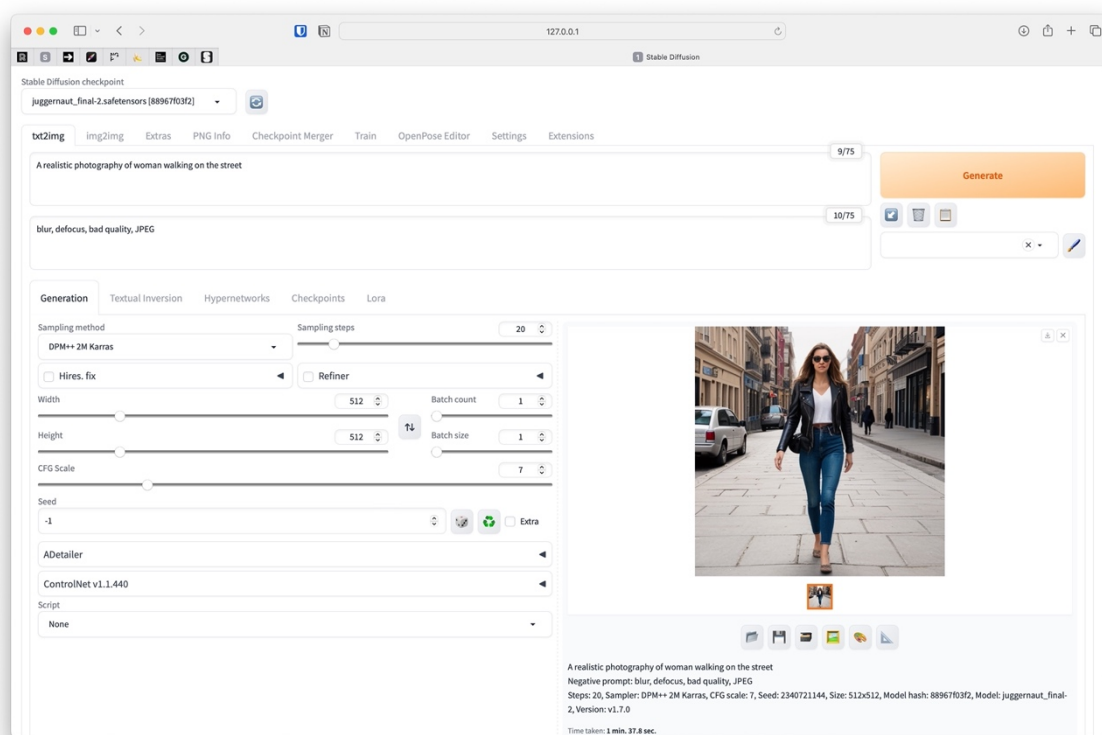 127.0.0.1
1 Stable Diffusion
Stable Diffusion checkpoint
juggernaut_final-2.safetensors [88967f03f2]
txt2img img2img Extras PNG Info Checkpoint Merger Train OpenPose Editor Settings Extensions
9/75
A realistic photography of woman walking on the street
Generate
10/75
blur, defocus, bad quality, JPEG
Generation Textual Inversion Hypernetworks Checkpoints Lora
Sampling method Sampling steps 20
DPM++ 2M Karras
Hires. fix Refiner
Width 512 Batch count 1
Height 512 Batch size 1
CFG Scale 7
Seed
-1 Extra
ADetailer
ControlNet v1.1.440
Script
None
A realistic photography of woman walking on the street
Negative prompt: blur, defocus, bad quality, JPEG
Steps: 20, Sampler: DPM++ 2M Karras, CFG scale: 7, Seed: 2340721144, Size: 512x512, Model hash: 88967f03f2, Model: juggernaut_final-
2, Version: v1.7.0
Time taken: 1 min. 37.8 sec.